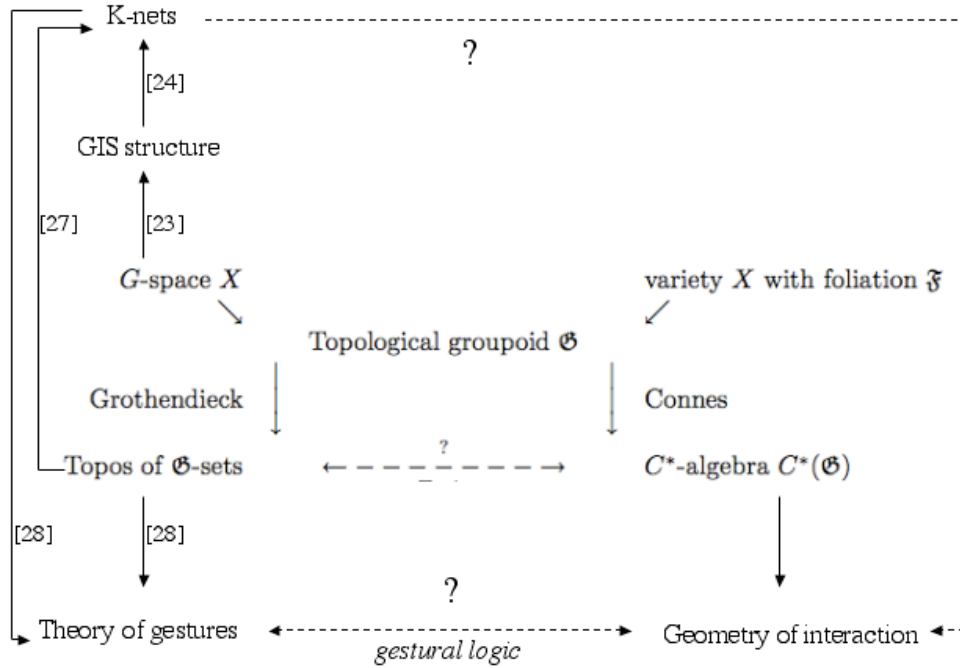 K-nets
?
[24]
GIS structure
[27]
[23]
G-space X
variety X with foliation 𝔉
Topological groupoid 𝔊
Grothendieck
Connes
?
Topos of 𝔊-sets
C*-algebra C*(𝔊)
[28]
[28]
?
Theory of gestures
gestural logic
Geometry of interaction